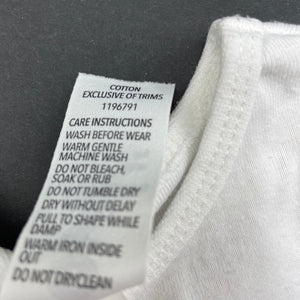 COTTON
EXCLUSIVE OF TRIMS
1196791
CARE INSTRUCTIONS
WASH BEFORE WEAR
WARM GENTLE
MACHINE WASH
DO NOT BLEACH,
SOAK OR RUB
DO NOT TUMBLE DRY
DRY WITHOUT DELAY
PULL TO SHAPE WHILE
DAMP
WARM IRON INSIDE
OUT
DO NOT DRYCLEAN